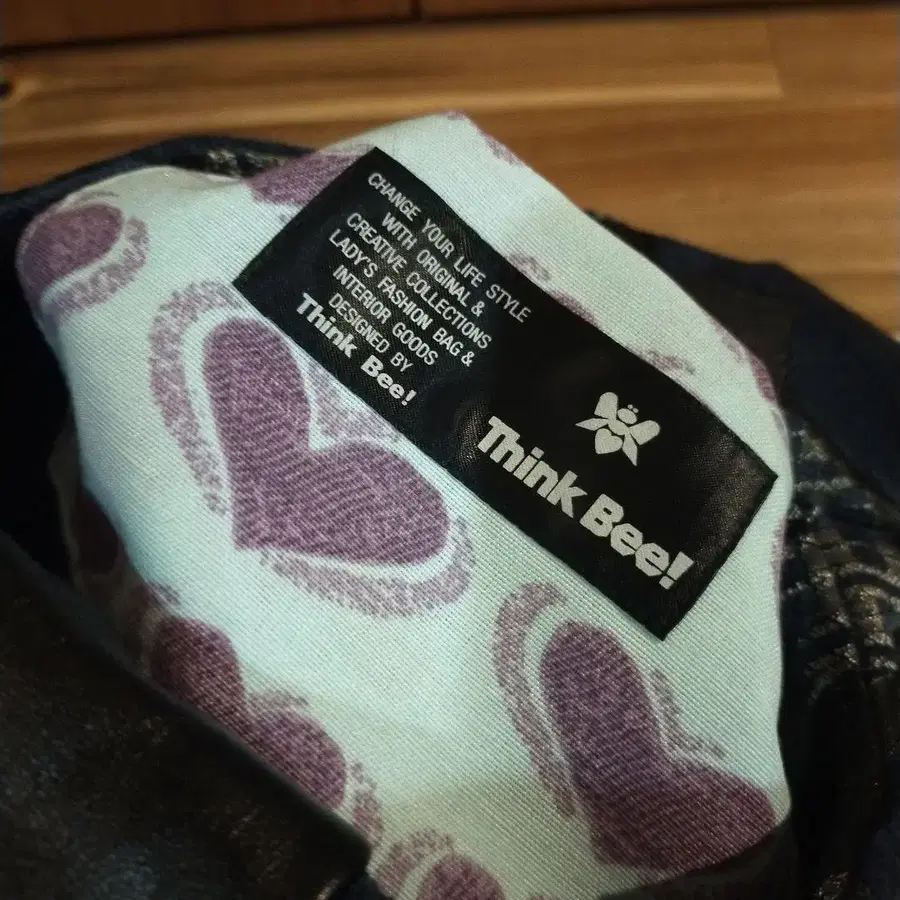 CHANGE YOUR LIFE STYLE
WITH ORIGINAL &
CREATIVE COLLECTIONS
LADY'S FASHION BAG &
INTERIOR GOODS
DESIGNED BY
Think Bee!
Think Bee!